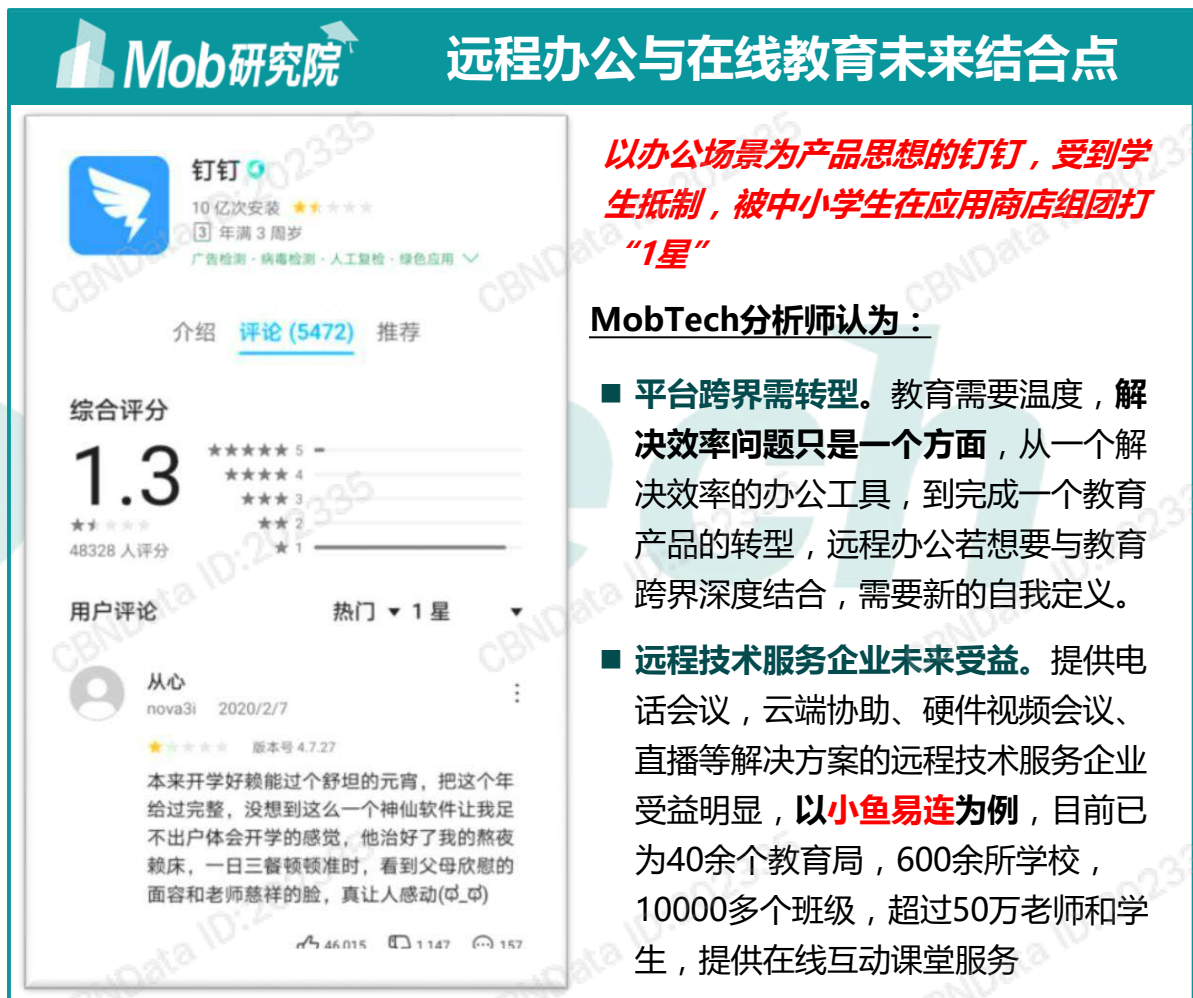 Mob研究院
远程办公与在线教育未来结合点
钉钉
10 亿次安装
3 年满 3 周岁
广告检测 · 病毒检测 · 人工复检 · 绿色应用
介绍 评论 (5472) 推荐
综合评分
1.3
★★★★★ 5
★★★★ 4
★★★ 3
★★ 2
★ 1
48328 人评分
用户评论 热门 ▼ 1 星 ▼
从心
nova3i 2020/2/7
版本号 4.7.27
本来开学好赖能过个舒坦的元宵，把这个年
给过完整，没想到这么一个神仙软件让我足
不出户体会开学的感觉，他治好了我的熬夜
赖床，一日三餐顿顿准时，看到父母欣慰的
面容和老师慈祥的脸，真让人感动(ಥ_ಥ)
46,015 1,147 157
以办公场景为产品思想的钉钉，受到学
生抵制，被中小学生在应用商店组团打
“1星”
MobTech分析师认为：
■ 平台跨界需转型。教育需要温度，解
决效率问题只是一个方面，从一个解
决效率的办公工具，到完成一个教育
产品的转型，远程办公若想要与教育
跨界深度结合，需要新的自我定义。
■ 远程技术服务企业未来受益。提供电
话会议，云端协助、硬件视频会议、
直播等解决方案的远程技术服务企业
受益明显，以小鱼易连为例，目前已
为40余个教育局，600余所学校，
10000多个班级，超过50万老师和学
生，提供在线互动课堂服务
CBNData ID:202335